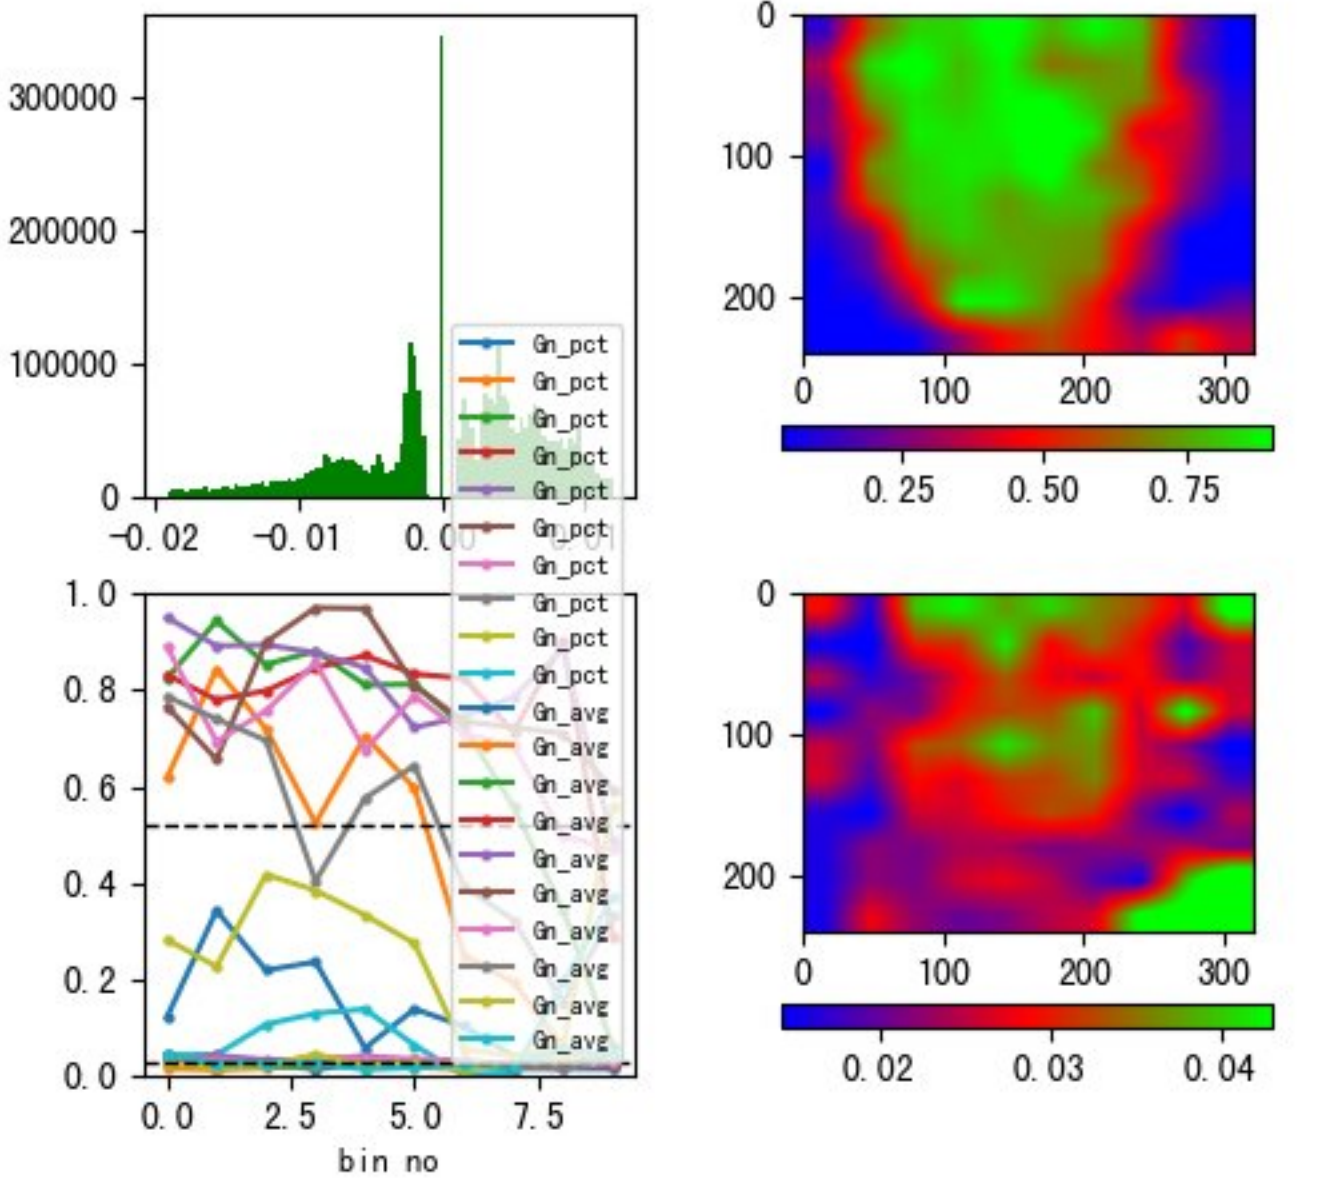 300000
200000
100000
0
-0.02 -0.01 0.00 0.01
1.0
0.8
0.6
0.4
0.2
0.0
0.0 2.5 5.0 7.5
bin no
Gn_pct
Gn_pct
Gn_pct
Gn_pct
Gn_pct
Gn_pct
Gn_pct
Gn_pct
Gn_pct
Gn_pct
Gn_avg
Gn_avg
Gn_avg
Gn_avg
Gn_avg
Gn_avg
Gn_avg
Gn_avg
Gn_avg
Gn_avg
0
100
200
0 100 200 300
0.25 0.50 0.75
0
100
200
0 100 200 300
0.02 0.03 0.04